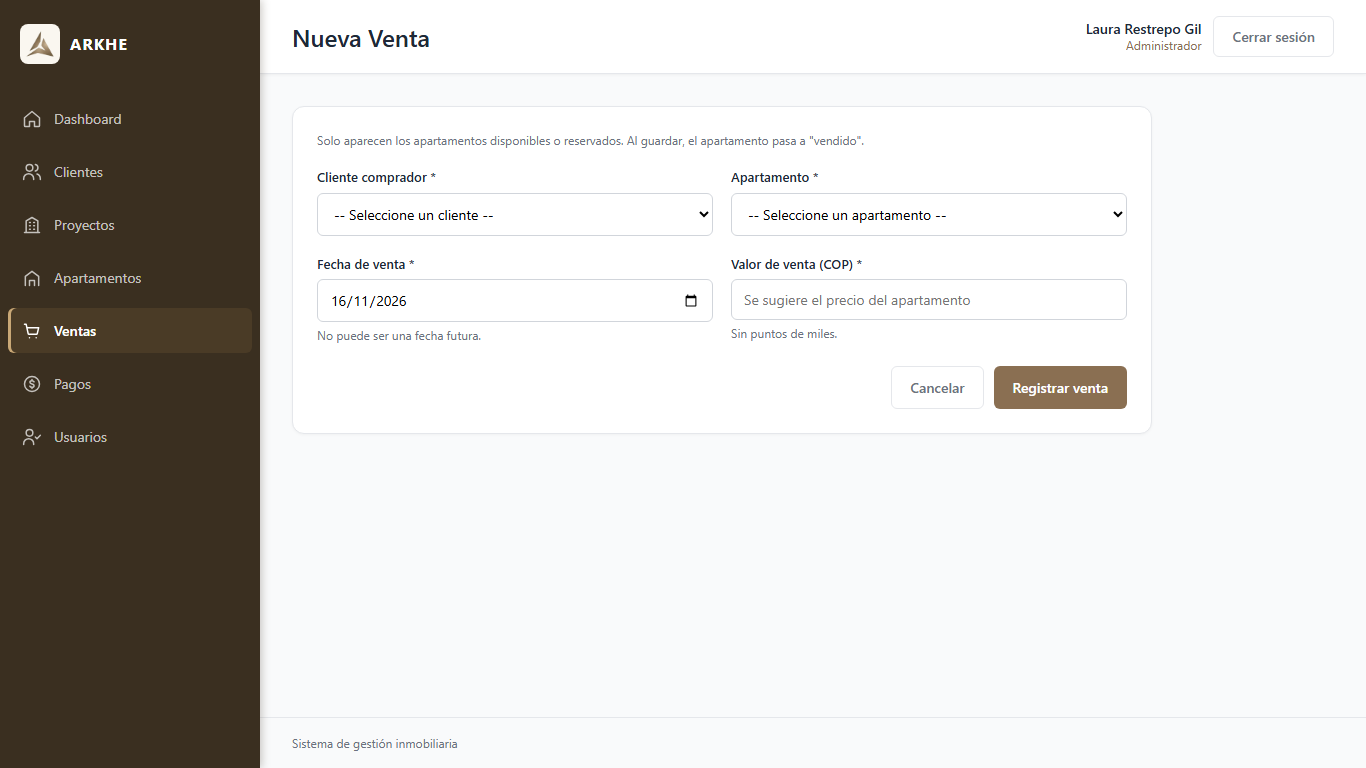 ARKHE
Dashboard
Clientes
Proyectos
Apartamentos
Ventas
Pagos
Usuarios
Nueva Venta
Laura Restrepo Gil
Administrador
Cerrar sesión
Solo aparecen los apartamentos disponibles o reservados. Al guardar, el apartamento pasa a "vendido".
Cliente comprador *
-- Seleccione un cliente --
Apartamento *
-- Seleccione un apartamento --
Fecha de venta *
16/11/2026
No puede ser una fecha futura.
Valor de venta (COP) *
Se sugiere el precio del apartamento
Sin puntos de miles.
Cancelar
Registrar venta
Sistema de gestión inmobiliaria